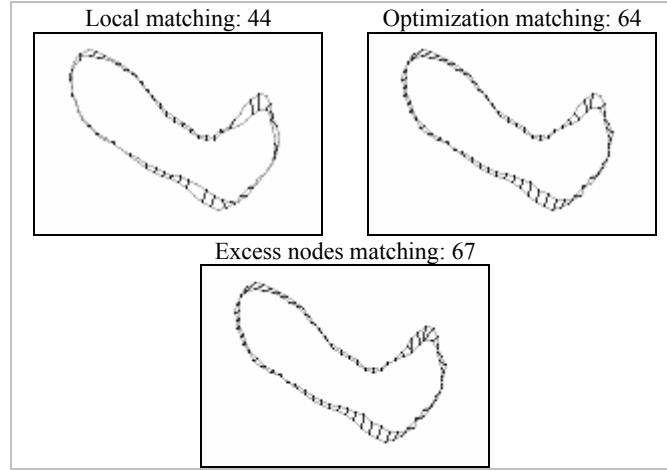 Local matching: 44
Optimization matching: 64
Excess nodes matching: 67